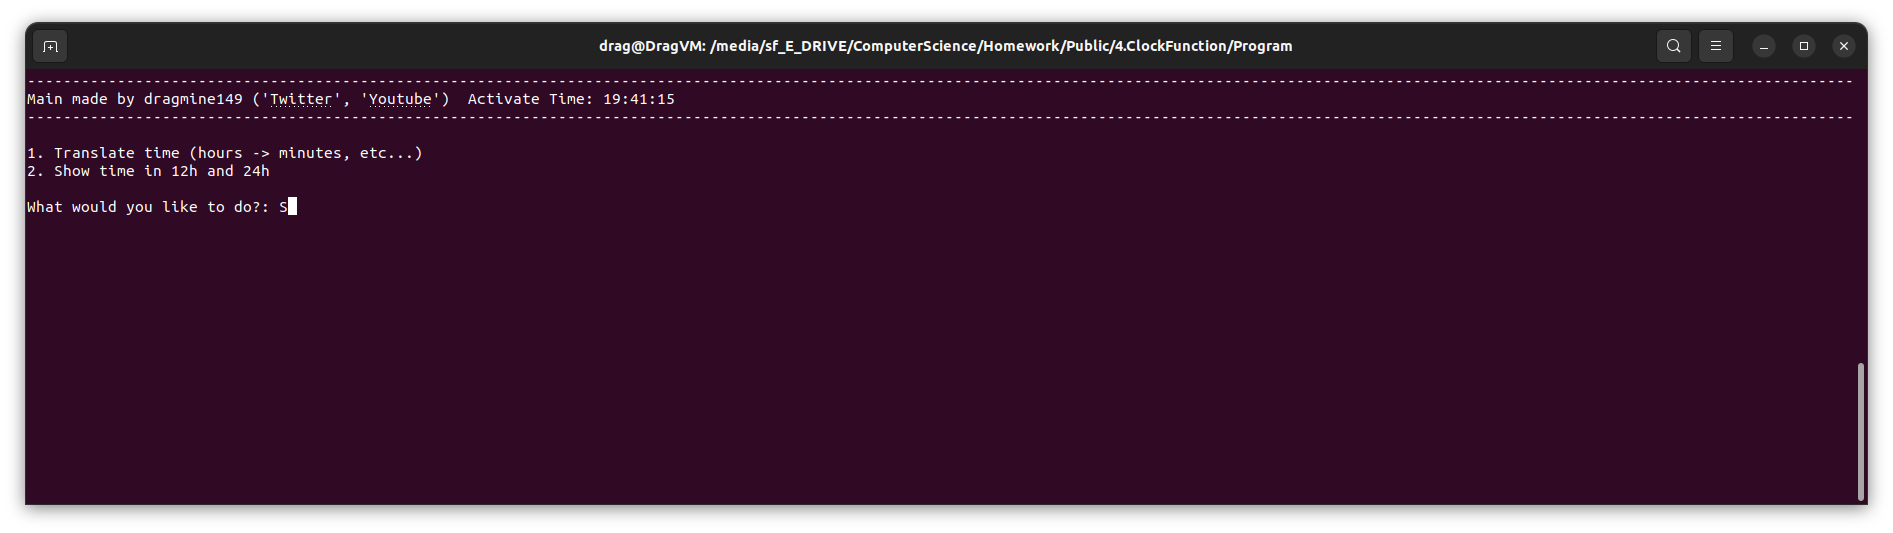 drag@DragVM: /media/sf_E_DRIVE/ComputerScience/Homework/Public/4.ClockFunction/Program
-----------------------------------------------------------------------------------------------------------------------------------------------------------------------------------------------------------
Main made by dragmine149 ('Twitter', 'Youtube')  Activate Time: 19:41:15
-----------------------------------------------------------------------------------------------------------------------------------------------------------------------------------------------------------
1. Translate time (hours -> minutes, etc...)
2. Show time in 12h and 24h
What would you like to do?: S